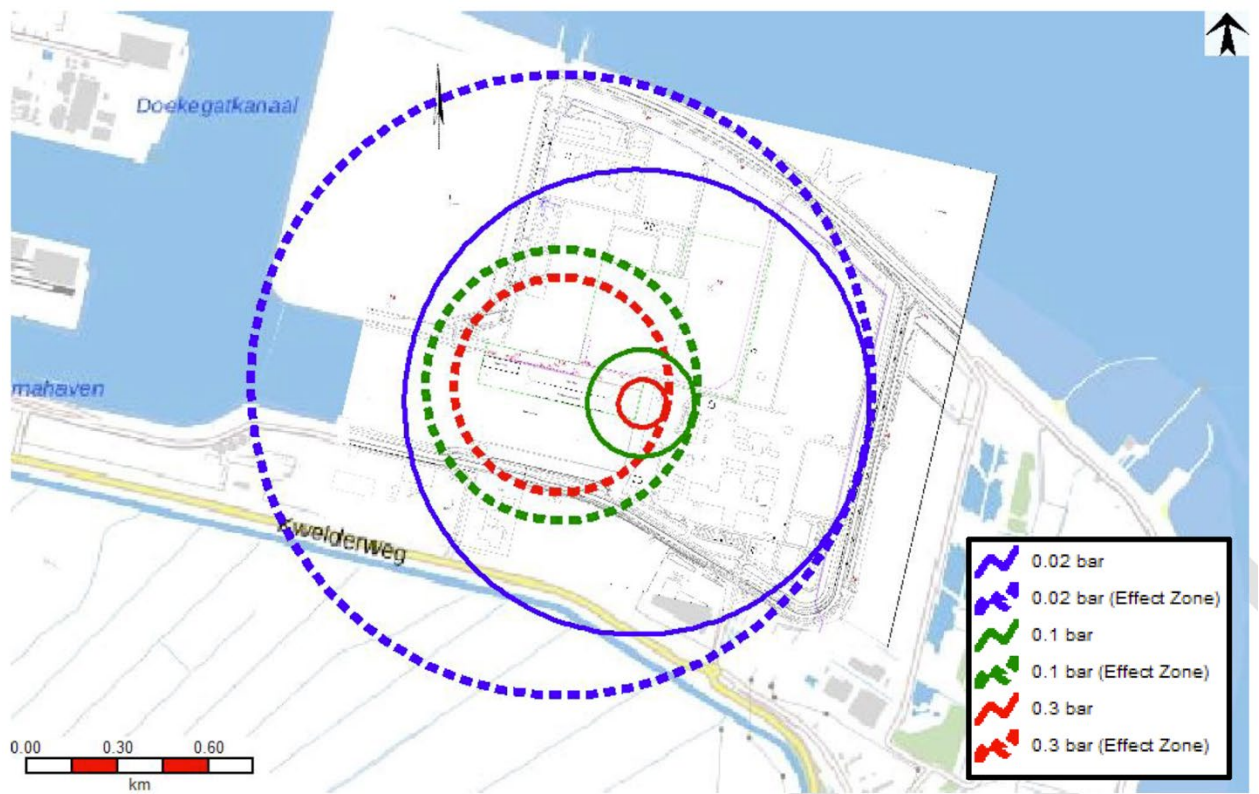 Doekegatkanaal
mahaven
Kwelderweg
0.02 bar
0.02 bar (Effect Zone)
0.1 bar
0.1 bar (Effect Zone)
0.3 bar
0.3 bar (Effect Zone)
0.00 0.30 0.60
km